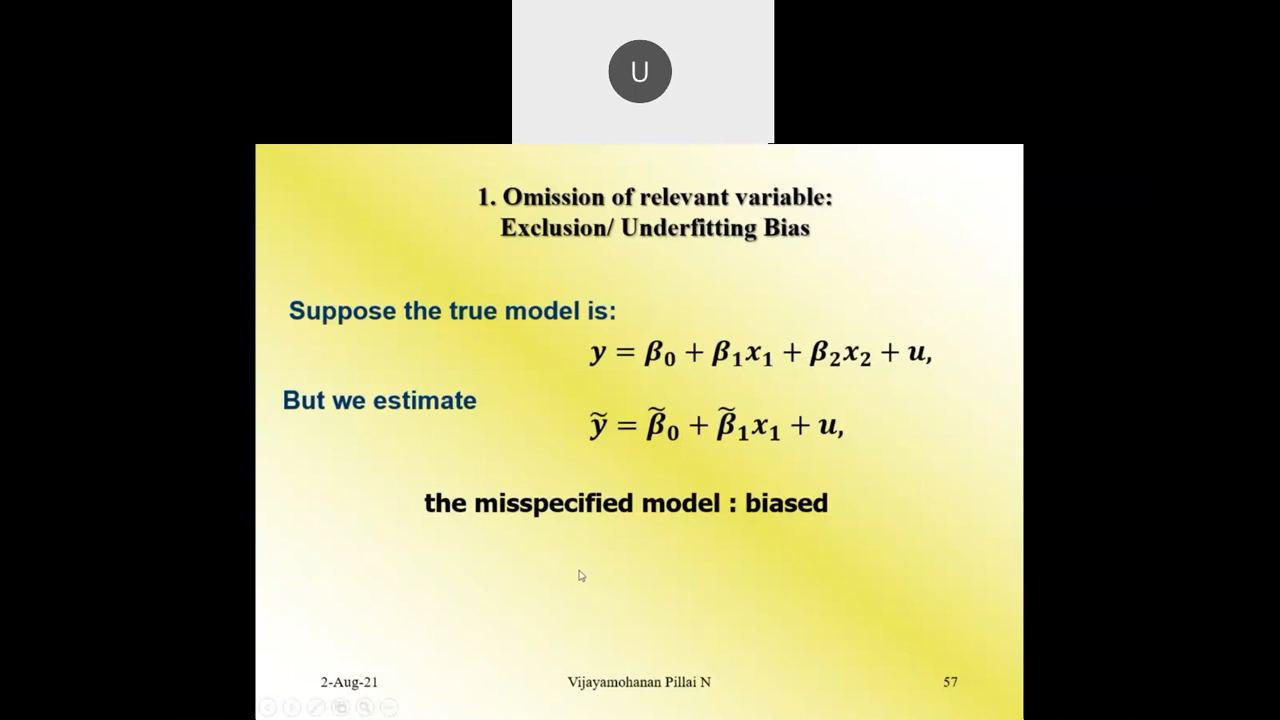 U
1. Omission of relevant variable:
Exclusion/ Underfitting Bias
Suppose the true model is:
y = β₀ + β₁x₁ + β₂x₂ + u,
But we estimate
ỹ = β̃₀ + β̃₁x₁ + u,
the misspecified model : biased
2-Aug-21 Vijayamohanan Pillai N 57